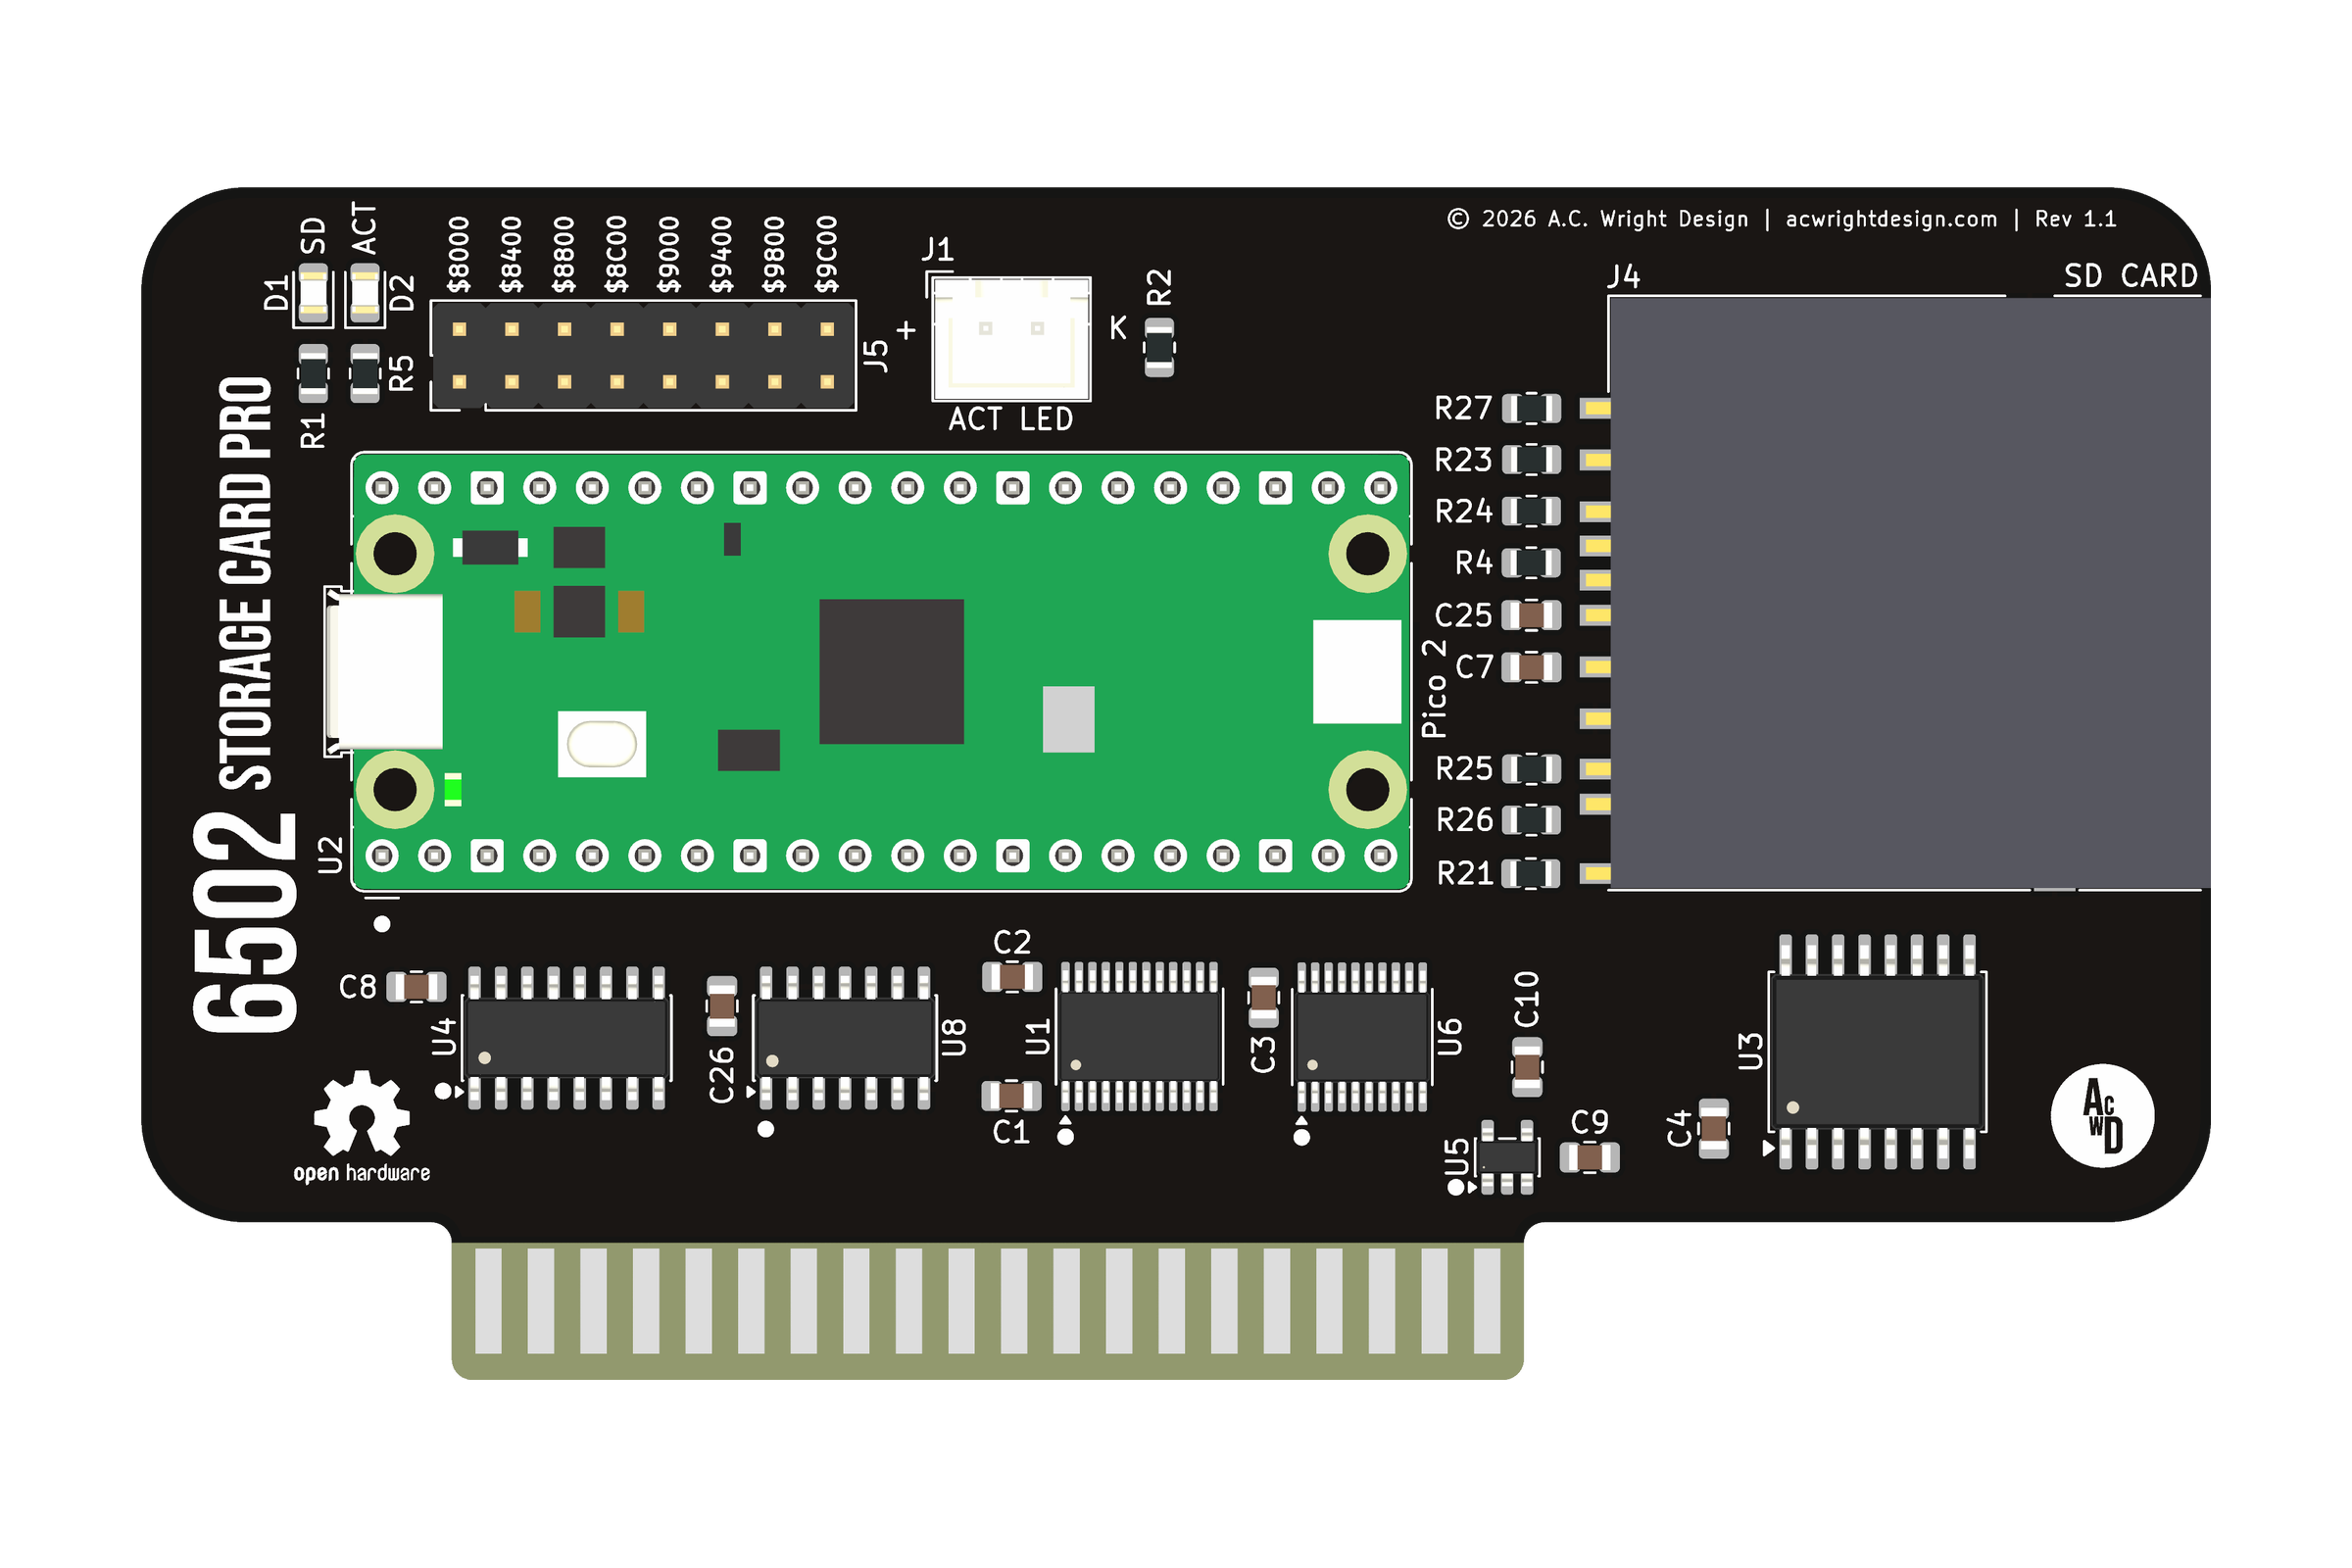 © 2026 A.C. Wright Design | acwrightdesign.com | Rev 1.1
SD
ACT
D1
D2
R1
R5
$8000
$8400
$8800
$8C00
$9000
$9400
$9800
$9C00
J5
J1
+
K
ACT LED
R2
J4
SD CARD
R27
R23
R24
R4
C25
C7
R25
R26
R21
Pico 2
U2
6502 STORAGE CARD PRO
C8
U4
C26
U8
C2
C1
U1
C3
U6
C10
U5
C9
C4
U3
open hardware
ACWD